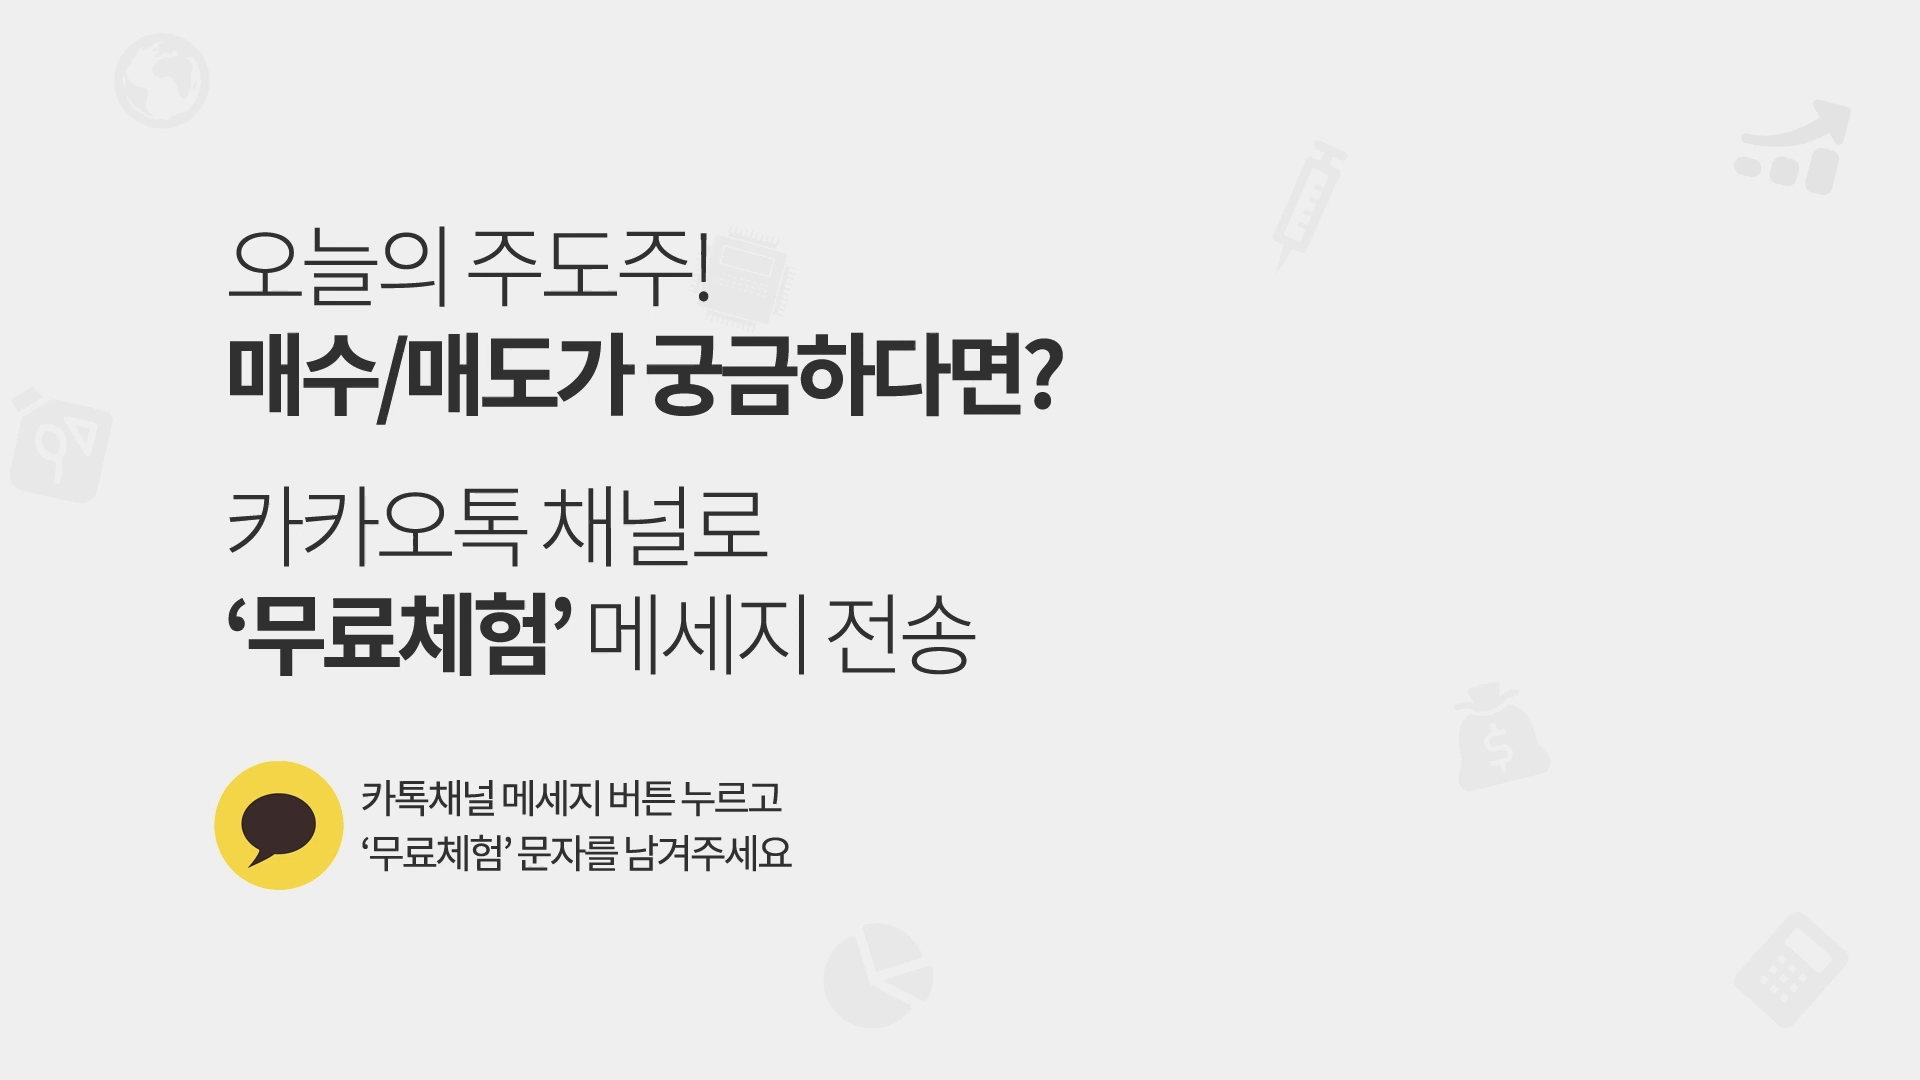 오늘의 주도주!
매수/매도가 궁금하다면?
카카오톡 채널로
‘무료체험’ 메세지 전송
카톡채널 메세지 버튼 누르고
‘무료체험’ 문자를 남겨주세요